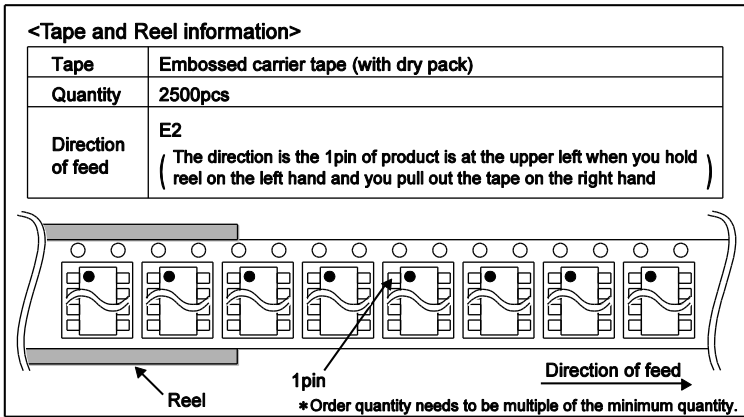 <Tape and Reel information>
Tape Embossed carrier tape (with dry pack)
Quantity 2500pcs
Direction of feed E2
( The direction is the 1pin of product is at the upper left when you hold
reel on the left hand and you pull out the tape on the right hand )
1pin
Direction of feed
Reel
*Order quantity needs to be multiple of the minimum quantity.